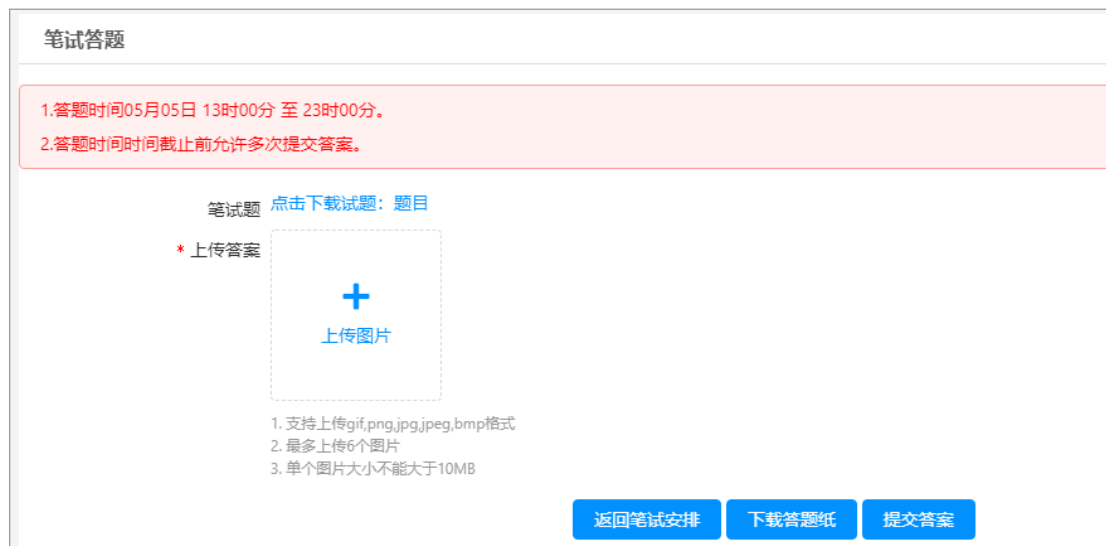 笔试答题
1.答题时间05月05日 13时00分 至 23时00分。
2.答题时间时间截止前允许多次提交答案。
笔试题 点击下载试题：题目
* 上传答案
上传图片
1. 支持上传gif,png,jpg,jpeg,bmp格式
2. 最多上传6个图片
3. 单个图片大小不能大于10MB
返回笔试安排 下载答题纸 提交答案